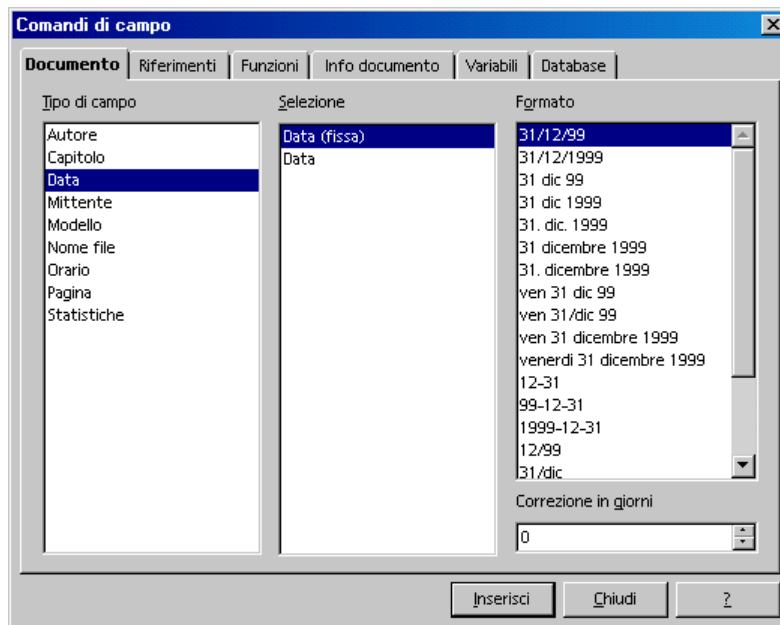 Comandi di campo
Documento
Riferimenti
Funzioni
Info documento
Variabili
Database
Tipo di campo
Autore
Capitolo
Data
Mittente
Modello
Nome file
Orario
Pagina
Statistiche
Selezione
Data (fissa)
Data
Formato
31/12/99
31/12/1999
31 dic 99
31 dic 1999
31. dic. 1999
31 dicembre 1999
31. dicembre 1999
ven 31 dic 99
ven 31/dic 99
ven 31 dicembre 1999
venerdì 31 dicembre 1999
12-31
99-12-31
1999-12-31
12/99
31/dic
Correzione in giorni
0
Inserisci
Chiudi
?